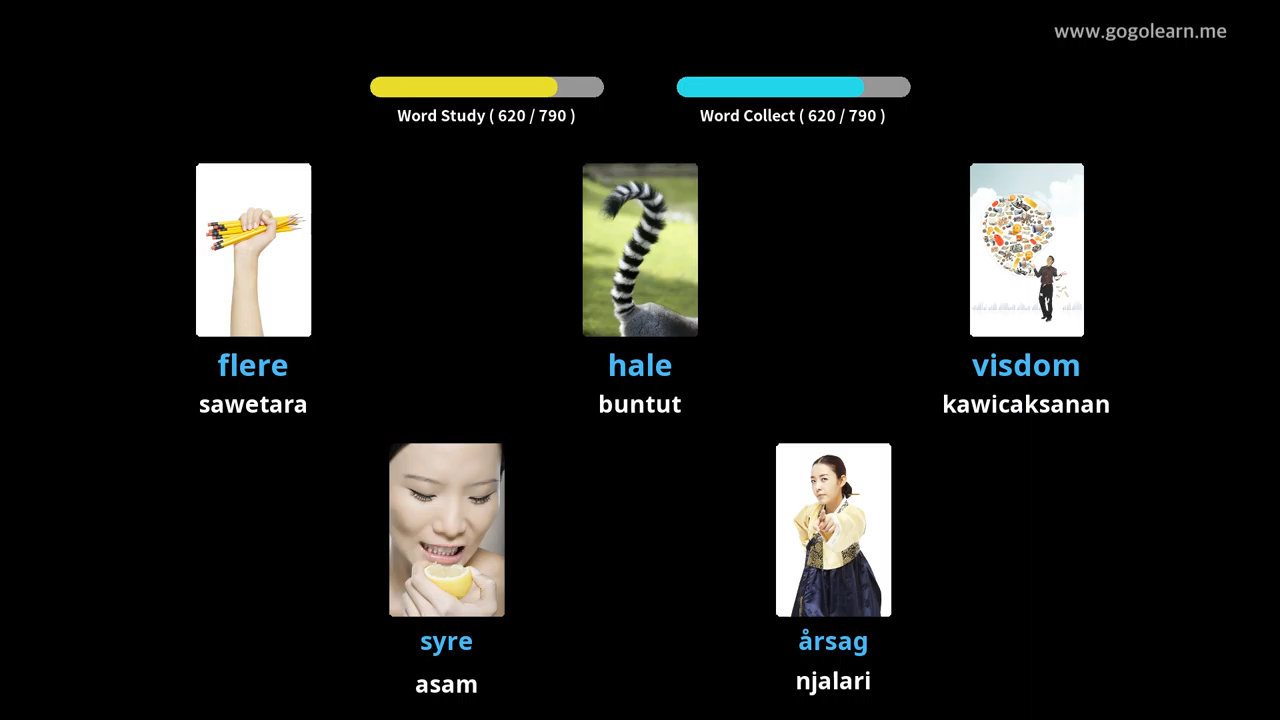 www.gogolearn.me
Word Study ( 620 / 790 )
Word Collect ( 620 / 790 )
flere
hale
visdom
sawetara
buntut
kawicaksanan
syre
årsag
asam
njalari